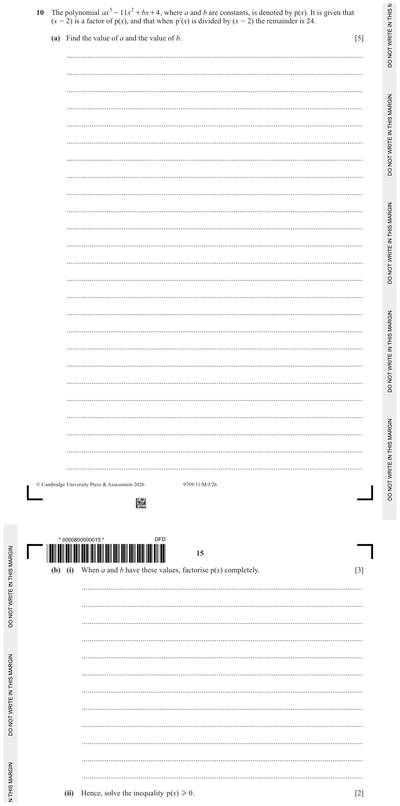 10 The polynomial ax³ − 11x² + bx + 4, where a and b are constants, is denoted by p(x). It is given that
(x − 2) is a factor of p(x), and that when p′(x) is divided by (x − 2) the remainder is 24.
(a) Find the value of a and the value of b. [5]
DO NOT WRITE IN THIS MARGIN
DO NOT WRITE IN THIS MARGIN
DO NOT WRITE IN THIS MARGIN
DO NOT WRITE IN THIS MARGIN
DO NOT WRITE IN THIS MARGIN
© Cambridge University Press & Assessment 2026 9709/31/M/J/26
* 0000800000015 * DFD
15
(b) (i) When a and b have these values, factorise p(x) completely. [3]
(ii) Hence, solve the inequality p(x) ⩾ 0. [2]
DO NOT WRITE IN THIS MARGIN
DO NOT WRITE IN THIS MARGIN
N THIS MARGIN